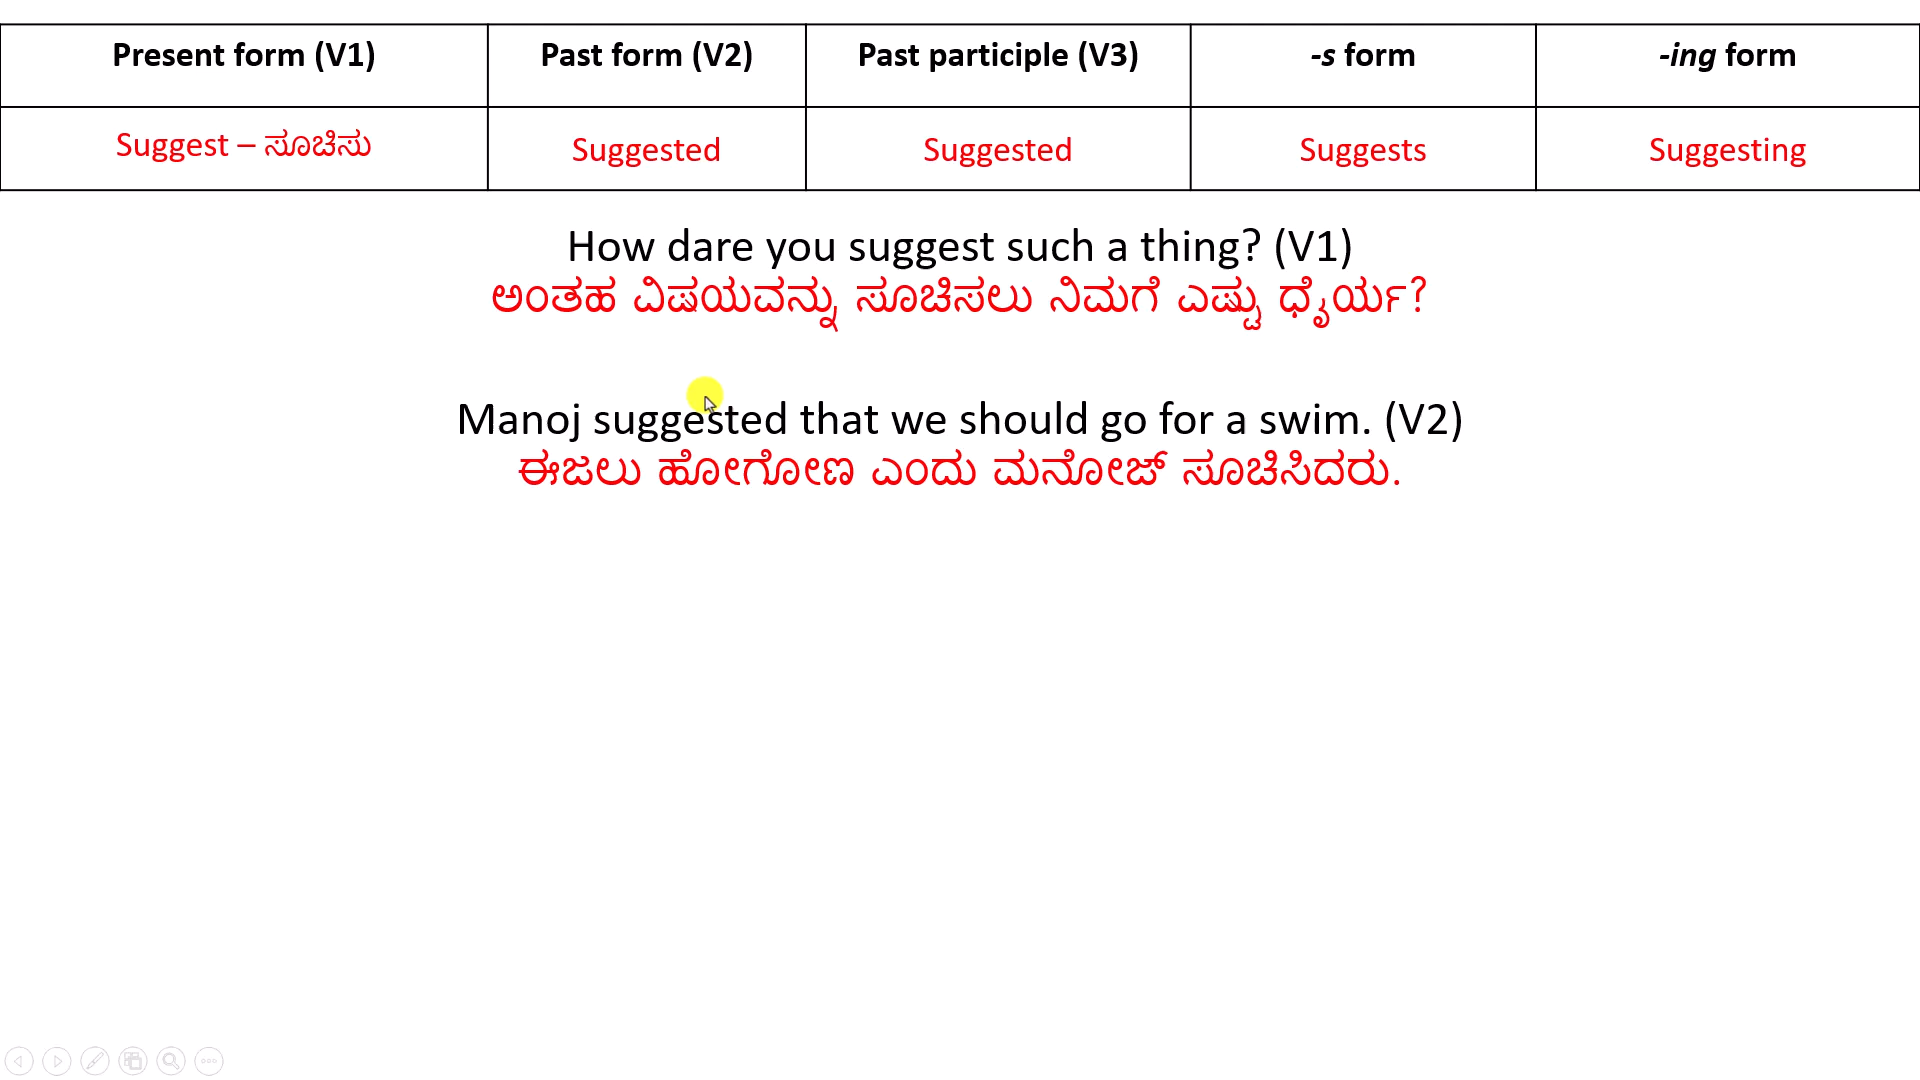 Present form (V1) Past form (V2) Past participle (V3) -s form -ing form
Suggest – ಸೂಚಿಸು Suggested Suggested Suggests Suggesting
How dare you suggest such a thing? (V1)
ಅಂತಹ ವಿಷಯವನ್ನು ಸೂಚಿಸಲು ನಿಮಗೆ ಎಷ್ಟು ಧೈರ್ಯ?
Manoj suggested that we should go for a swim. (V2)
ಈಜಲು ಹೋಗೋಣ ಎಂದು ಮನೋಜ್ ಸೂಚಿಸಿದರು.